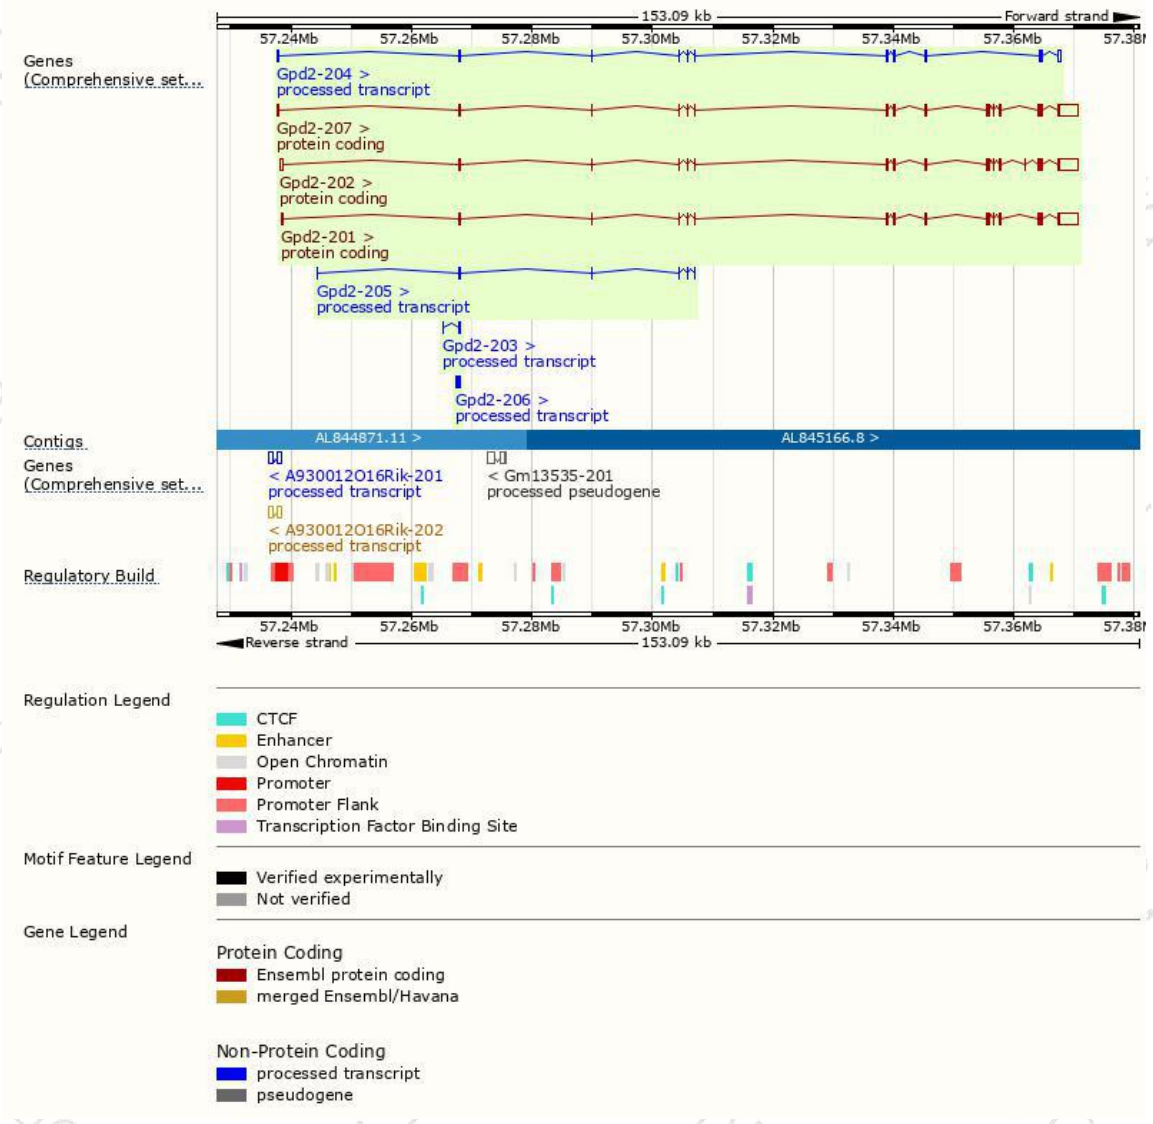 153.09 kb Forward strand
57.24Mb 57.26Mb 57.28Mb 57.30Mb 57.32Mb 57.34Mb 57.36Mb 57.38M
Genes
(Comprehensive set...
Gpd2-204 >
processed transcript
Gpd2-207 >
protein coding
Gpd2-202 >
protein coding
Gpd2-201 >
protein coding
Gpd2-205 >
processed transcript
Gpd2-203 >
processed transcript
Gpd2-206 >
processed transcript
Contigs AL844871.11 > AL845166.8 >
Genes
(Comprehensive set...
< A930012O16Rik-201 < Gm13535-201
processed transcript processed pseudogene
< A930012O16Rik-202
processed transcript
Regulatory Build
57.24Mb 57.26Mb 57.28Mb 57.30Mb 57.32Mb 57.34Mb 57.36Mb 57.38M
Reverse strand 153.09 kb
Regulation Legend
CTCF
Enhancer
Open Chromatin
Promoter
Promoter Flank
Transcription Factor Binding Site
Motif Feature Legend
Verified experimentally
Not verified
Gene Legend
Protein Coding
Ensembl protein coding
merged Ensembl/Havana
Non-Protein Coding
processed transcript
pseudogene